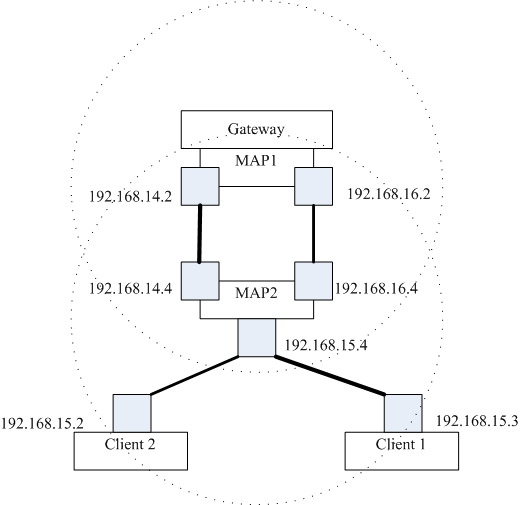 Gateway
MAP1
192.168.14.2
192.168.16.2
192.168.14.4
MAP2
192.168.16.4
192.168.15.4
192.168.15.2
192.168.15.3
Client 2
Client 1